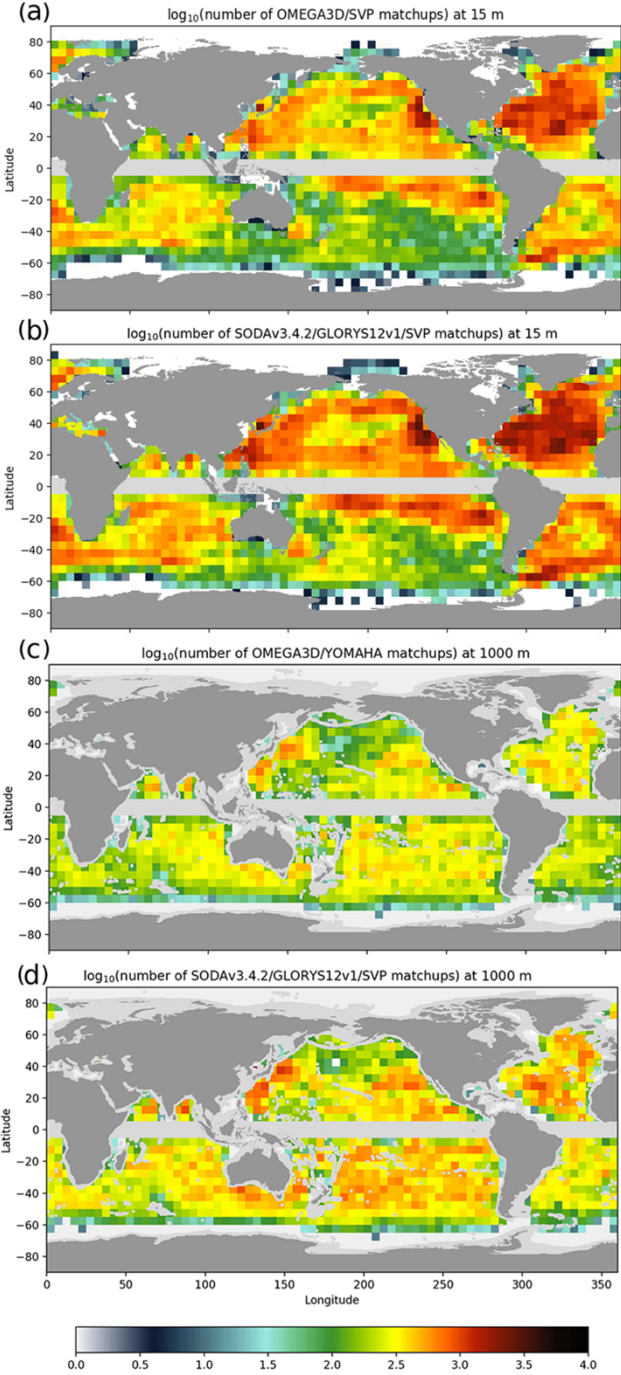 (a)
log₁₀(number of OMEGA3D/SVP matchups) at 15 m
80
60
40
20
0
−20
−40
−60
−80
Latitude
(b)
log₁₀(number of SODAv3.4.2/GLORYS12v1/SVP matchups) at 15 m
80
60
40
20
0
−20
−40
−60
−80
Latitude
(c)
log₁₀(number of OMEGA3D/YOMAHA matchups) at 1000 m
80
60
40
20
0
−20
−40
−60
−80
Latitude
(d)
log₁₀(number of SODAv3.4.2/GLORYS12v1/SVP matchups) at 1000 m
80
60
40
20
0
−20
−40
−60
−80
Latitude
0 50 100 150 200 250 300 350
Longitude
0.0 0.5 1.0 1.5 2.0 2.5 3.0 3.5 4.0